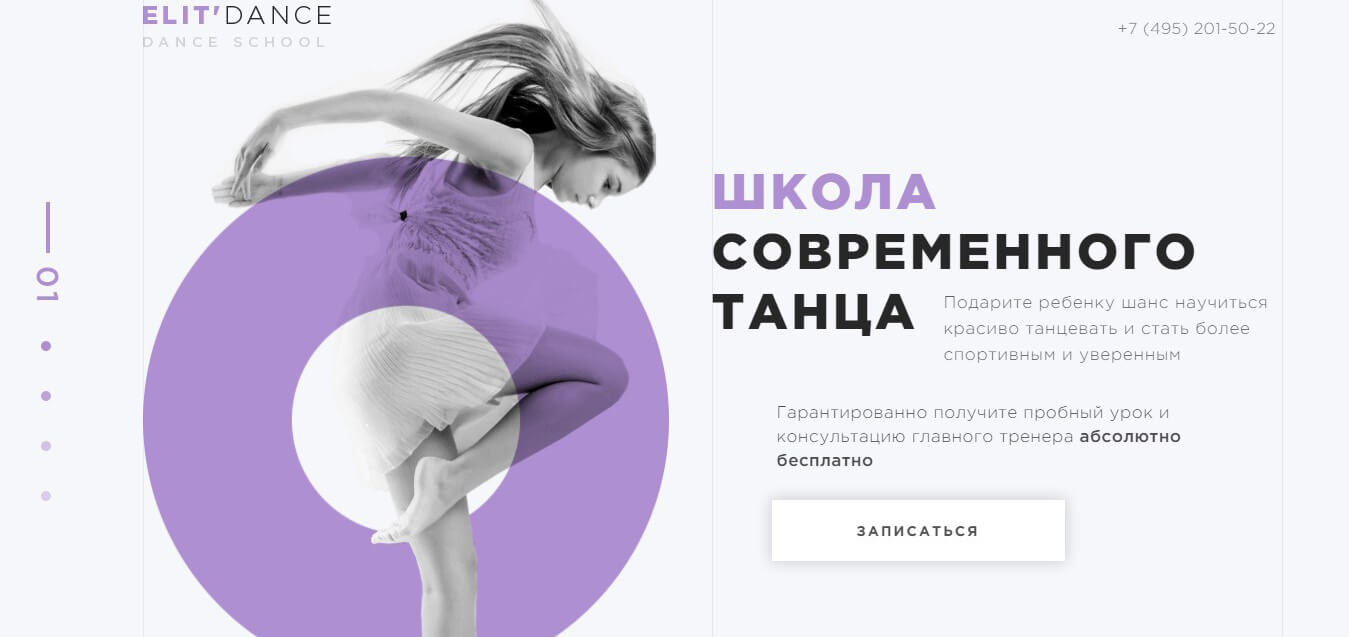 ELIT'DANCE
DANCE SCHOOL
+7 (495) 201-50-22
ШКОЛА
СОВРЕМЕННОГО
ТАНЦА
Подарите ребенку шанс научиться
красиво танцевать и стать более
спортивным и уверенным
01
Гарантированно получите пробный урок и
консультацию главного тренера абсолютно
бесплатно
ЗАПИСАТЬСЯ